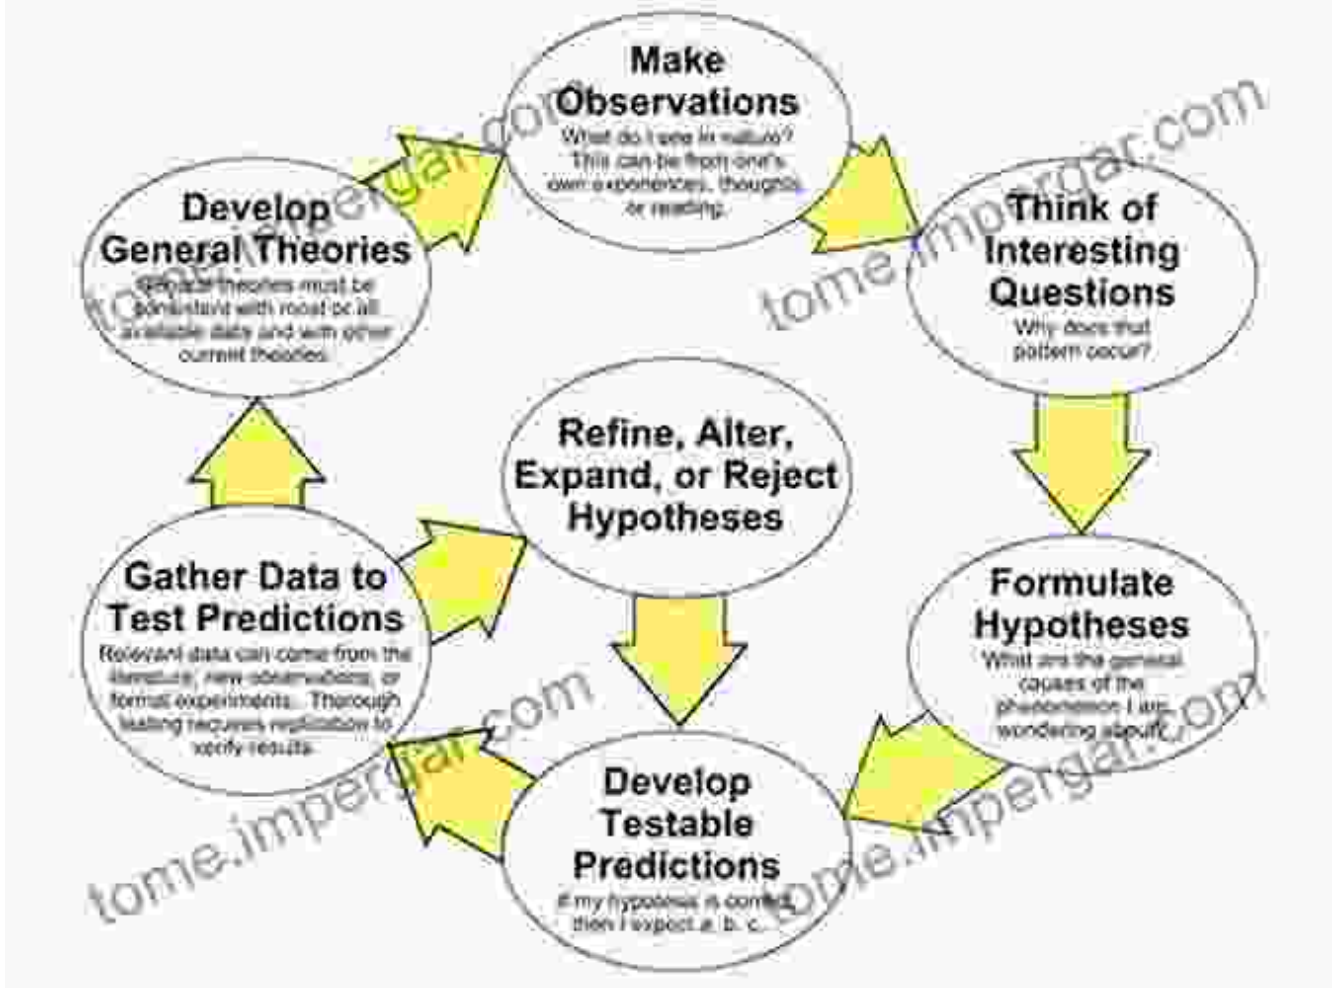 Make
Observations
What do I see in nature?
This can be from one's
own experiences, thoughts,
or reading.
Think of
Interesting
Questions
Why does that
pattern occur?
Formulate
Hypotheses
What are the general
causes of the
phenomenon I am
wondering about?
Develop
Testable
Predictions
If my hypothesis is correct,
then I expect a, b, c,
Gather Data to
Test Predictions
Relevant data can come from the
literature, new observations, or
formal experiments. Thorough
testing requires replication to
verify results.
Refine, Alter,
Expand, or Reject
Hypotheses
Develop
General Theories
General theories must be
consistent with most or all
available data and with other
current theories.
tome.impergar.com
tome.impergar.com
tome.impergar.com
tome.impergar.com